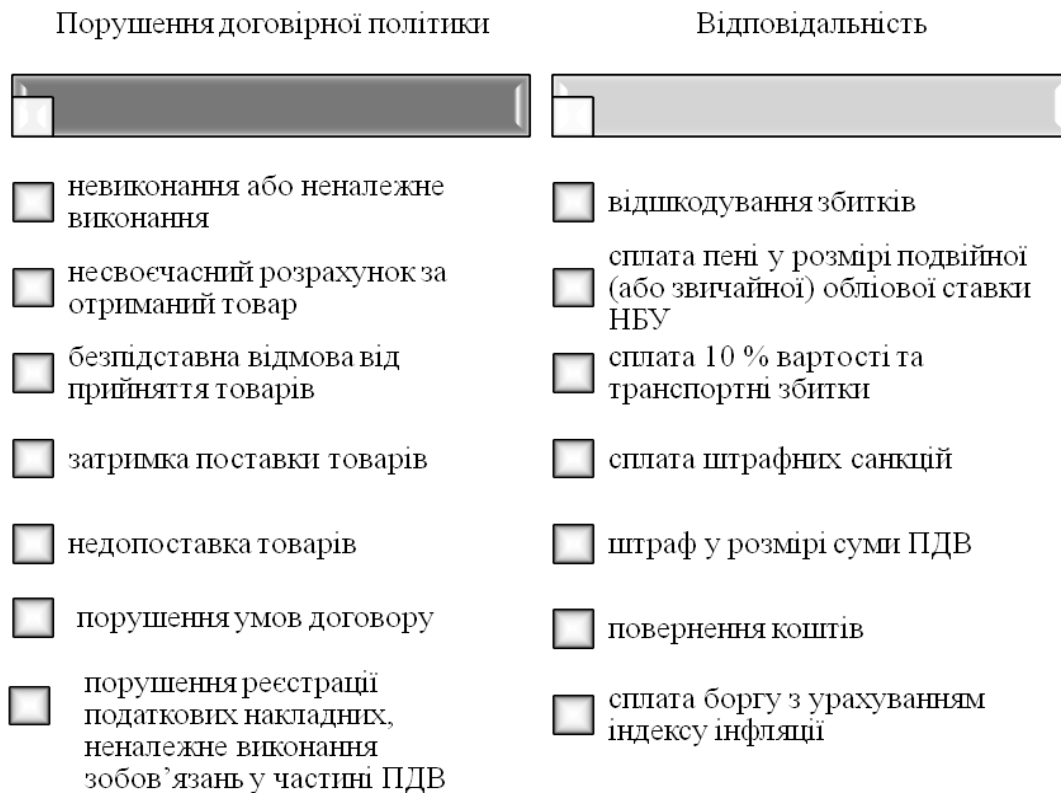 Порушення договірної політики
Відповідальність
невиконання або неналежне
виконання
несвоєчасний розрахунок за
отриманий товар
безпідставна відмова від
прийняття товарів
затримка поставки товарів
недопоставка товарів
порушення умов договору
порушення реєстрації
податкових накладних,
неналежне виконання
зобов’язань у частині ПДВ
відшкодування збитків
сплата пені у розмірі подвійної
(або звичайної) обліової ставки
НБУ
сплата 10 % вартості та
транспортні збитки
сплата штрафних санкцій
штраф у розмірі суми ПДВ
повернення коштів
сплата боргу з урахуванням
індексу інфляції